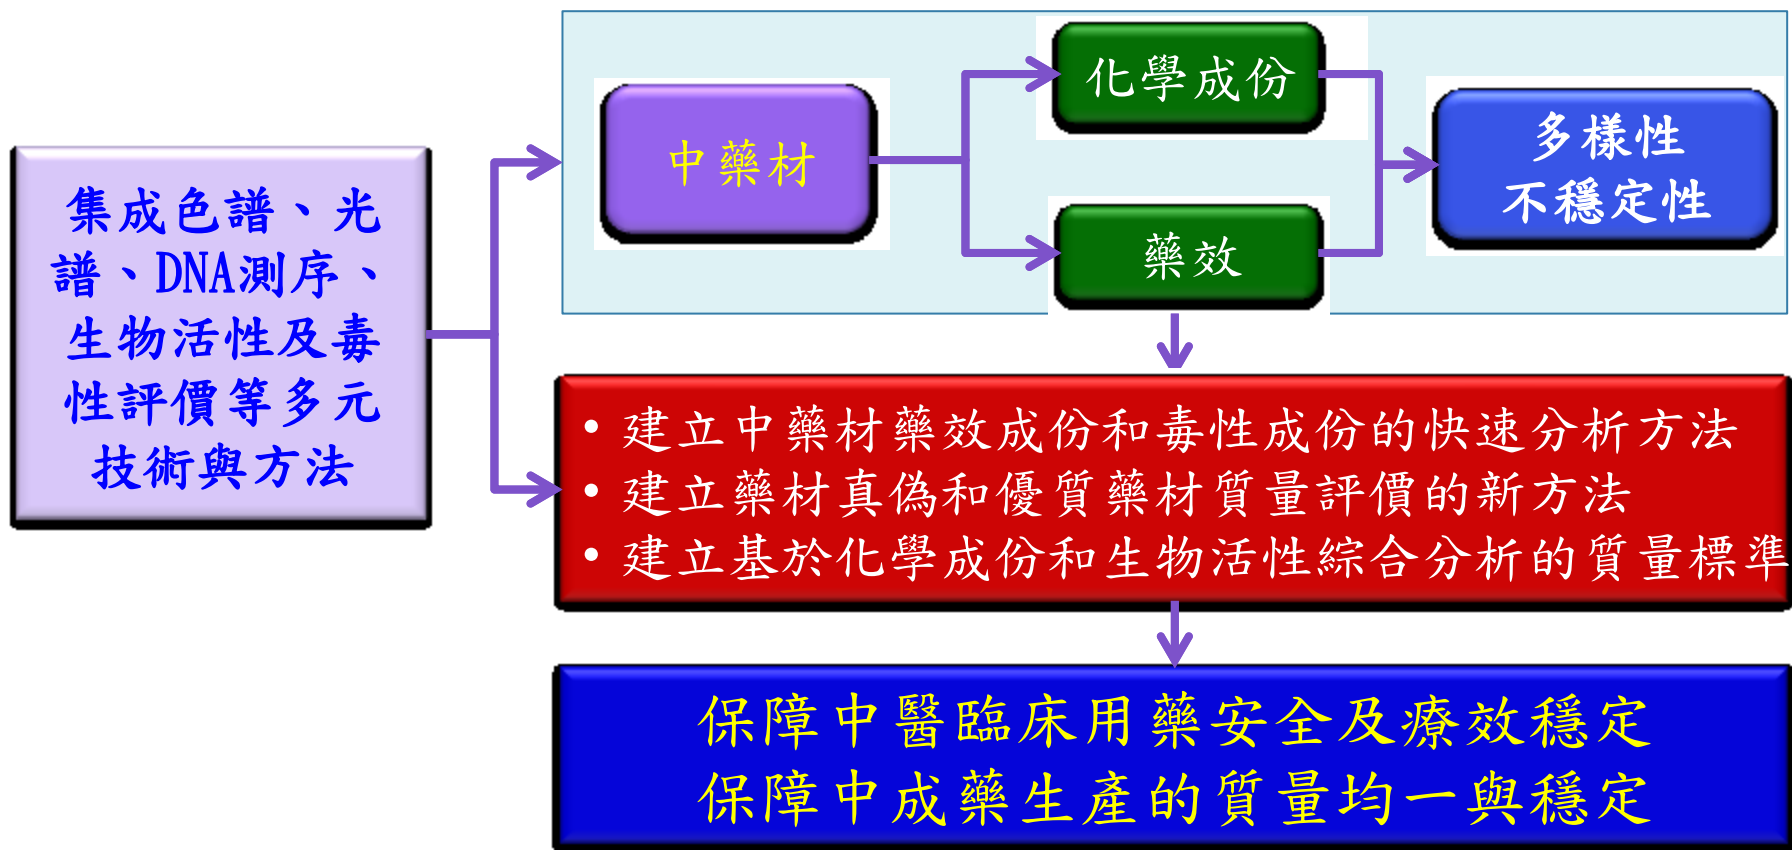 集成色譜、光
譜、DNA測序、
生物活性及毒
性評價等多元
技術與方法
中藥材
化學成份
藥效
多樣性
不穩定性
• 建立中藥材藥效成份和毒性成份的快速分析方法
• 建立藥材真偽和優質藥材質量評價的新方法
• 建立基於化學成份和生物活性綜合分析的質量標準
保障中醫臨床用藥安全及療效穩定
保障中成藥生產的質量均一與穩定